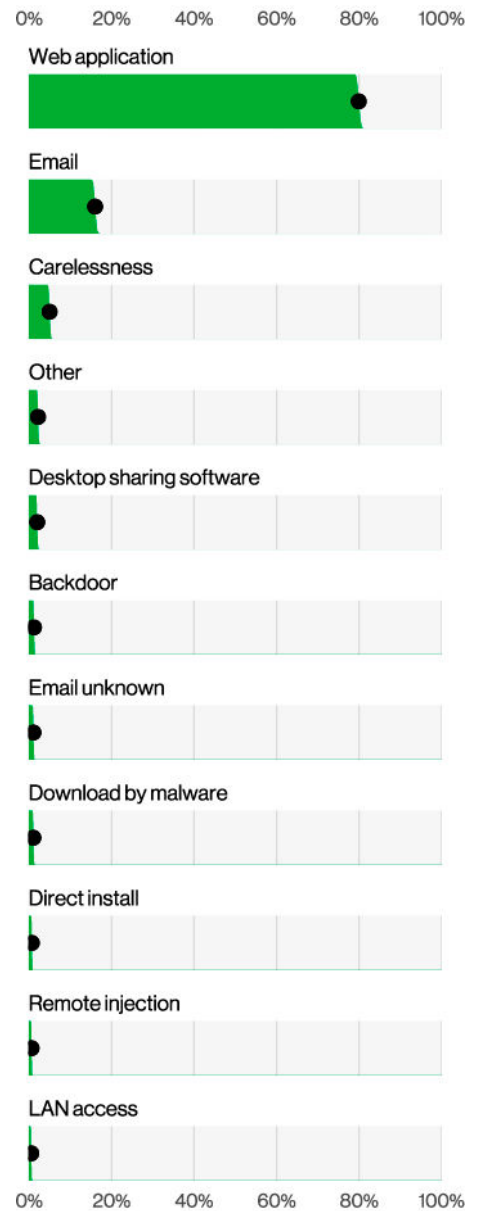 0% 20% 40% 60% 80% 100%
Web application
Email
Carelessness
Other
Desktop sharing software
Backdoor
Email unknown
Download by malware
Direct install
Remote injection
LAN access
0% 20% 40% 60% 80% 100%